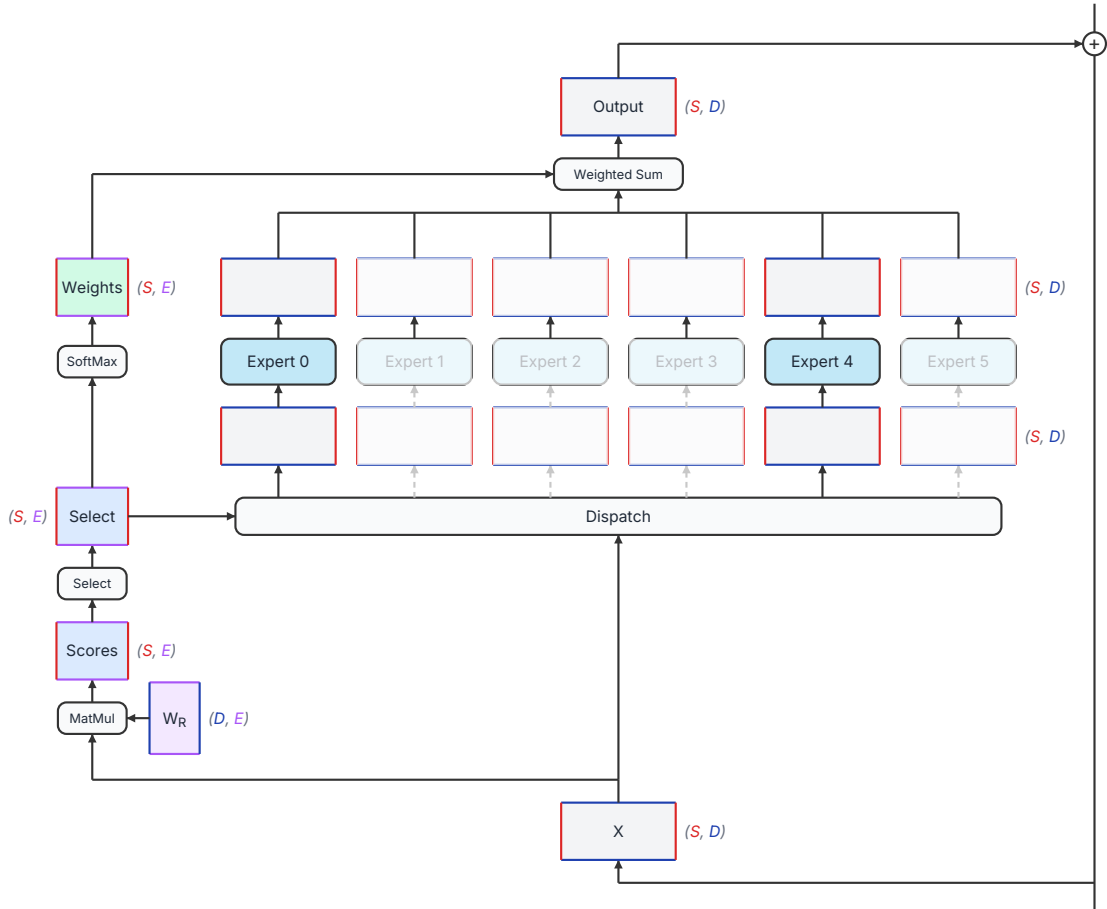 +
Output
(S, D)
Weighted Sum
Weights
(S, E)
(S, D)
SoftMax
Expert 0
Expert 1
Expert 2
Expert 3
Expert 4
Expert 5
(S, D)
(S, E)
Select
Dispatch
Select
Scores
(S, E)
MatMul
WR
(D, E)
X
(S, D)